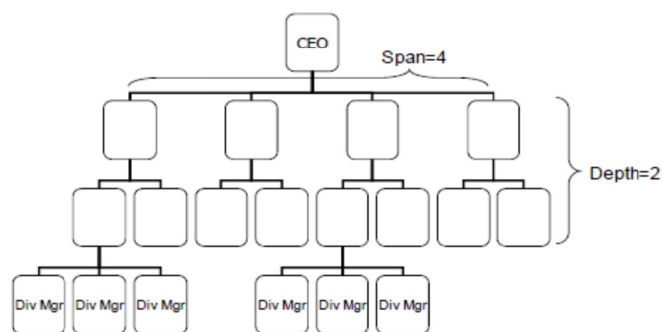 CEO
Span=4
Depth=2
Div Mgr Div Mgr Div Mgr Div Mgr Div Mgr Div Mgr